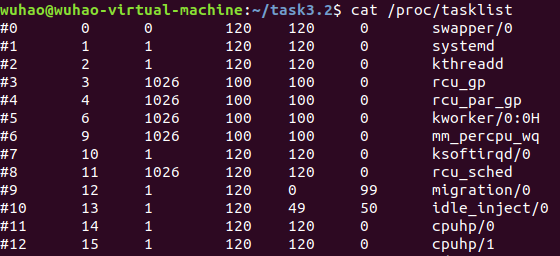 wuhao@wuhao-virtual-machine:~/task3.2$ cat /proc/tasklist
#0 0 0 120 120 0 swapper/0
#1 1 1 120 120 0 systemd
#2 2 1 120 120 0 kthreadd
#3 3 1026 100 100 0 rcu_gp
#4 4 1026 100 100 0 rcu_par_gp
#5 6 1026 100 100 0 kworker/0:0H
#6 9 1026 100 100 0 mm_percpu_wq
#7 10 1 120 120 0 ksoftirqd/0
#8 11 1026 120 120 0 rcu_sched
#9 12 1 120 0 99 migration/0
#10 13 1 120 49 50 idle_inject/0
#11 14 1 120 120 0 cpuhp/0
#12 15 1 120 120 0 cpuhp/1